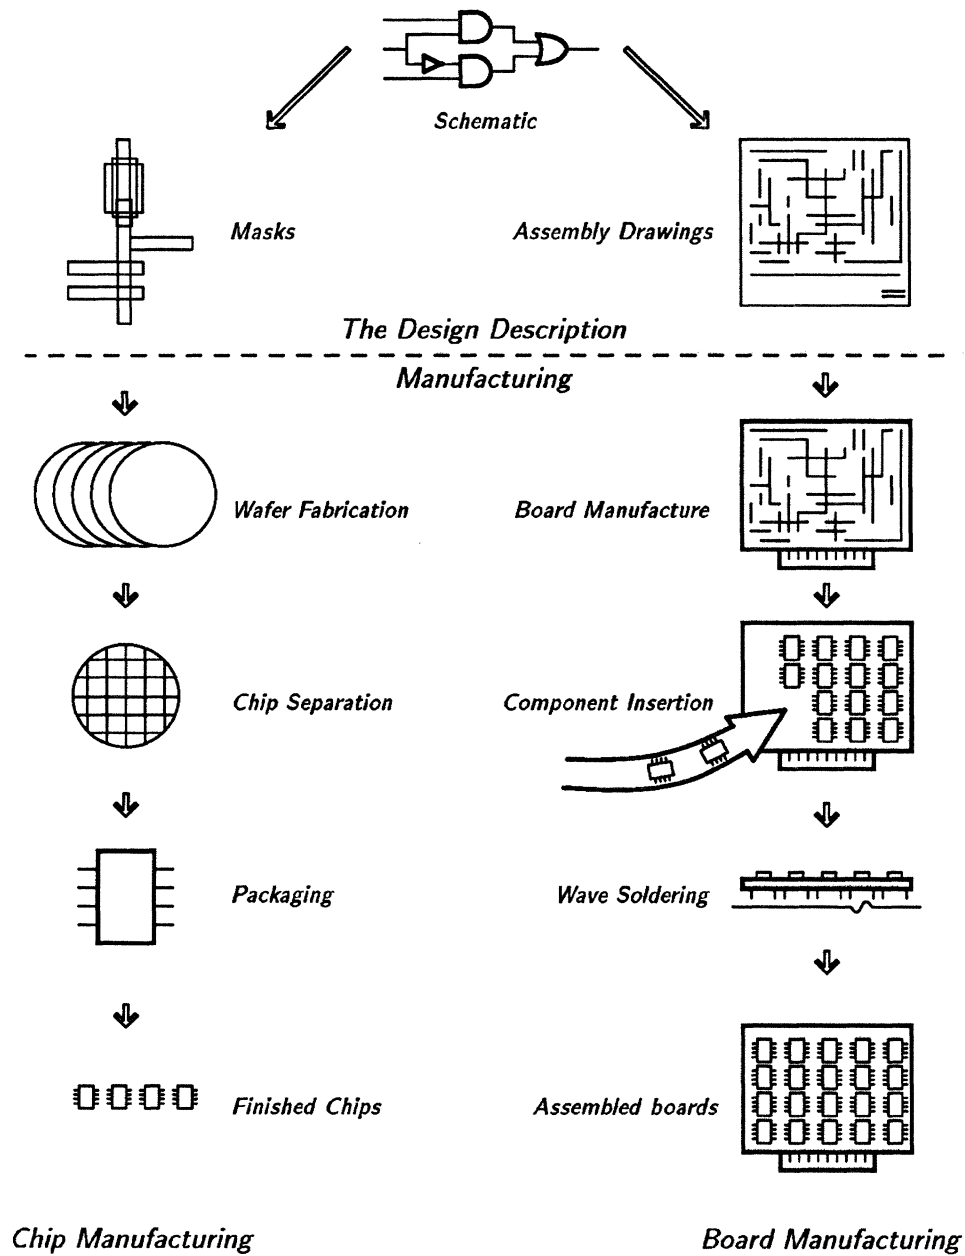 Schematic
Masks
Assembly Drawings
The Design Description
Manufacturing
Wafer Fabrication
Board Manufacture
Chip Separation
Component Insertion
Packaging
Wave Soldering
Finished Chips
Assembled boards
Chip Manufacturing
Board Manufacturing